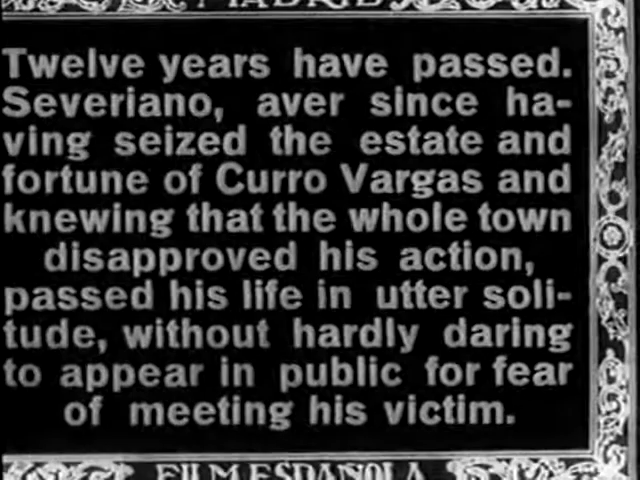 MADRID
Twelve years have passed.
Severiano, aver since ha-
ving seized the estate and
fortune of Curro Vargas and
knewing that the whole town
disapproved his action,
passed his life in utter soli-
tude, without hardly daring
to appear in public for fear
of meeting his victim.
FILM ESPAÑOLA